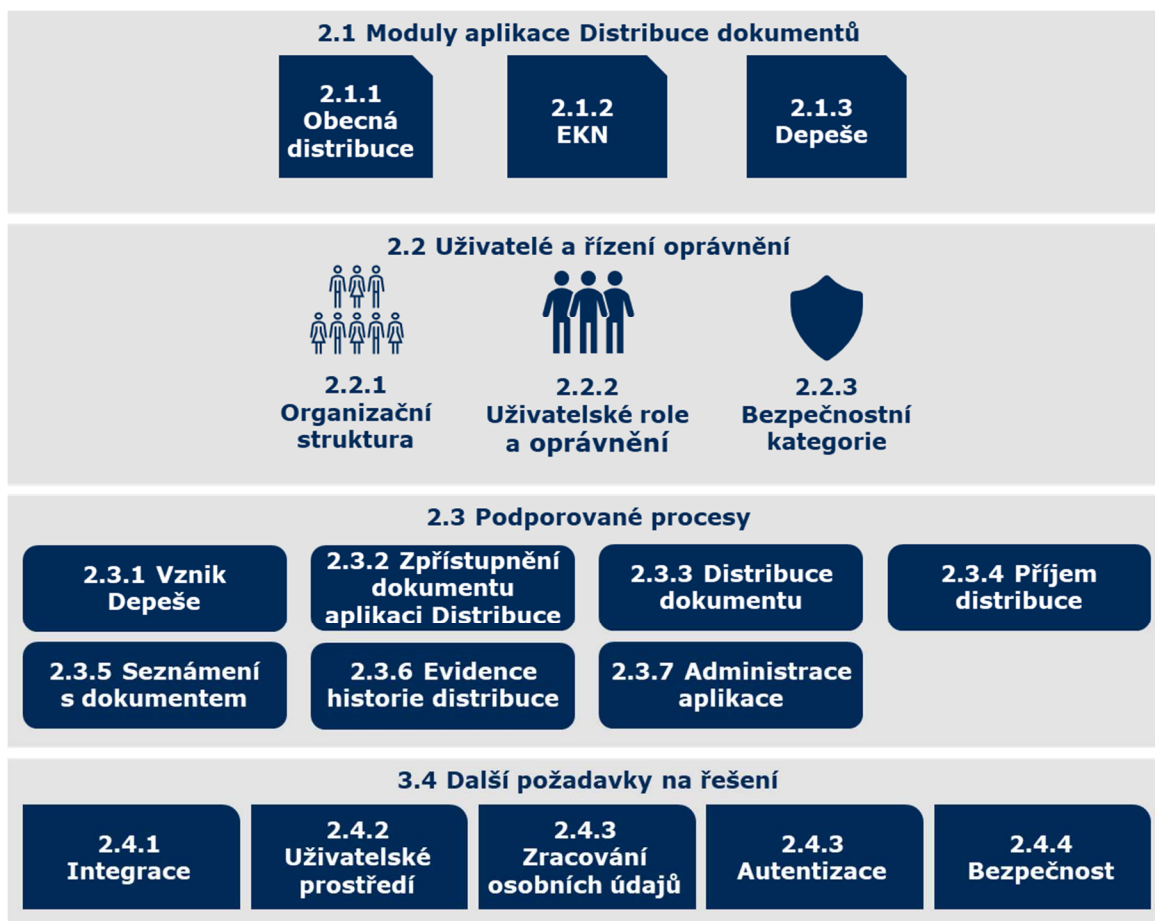 2.1 Moduly aplikace Distribuce dokumentů
2.1.1
Obecná
distribuce
2.1.2
EKN
2.1.3
Depeše
2.2 Uživatelé a řízení oprávnění
2.2.1
Organizační
struktura
2.2.2
Uživatelské role
a oprávnění
2.2.3
Bezpečnostní
kategorie
2.3 Podporované procesy
2.3.1 Vznik
Depeše
2.3.2 Zpřístupnění
dokumentu
aplikaci Distribuce
2.3.3 Distribuce
dokumentu
2.3.4 Příjem
distribuce
2.3.5 Seznámení
s dokumentem
2.3.6 Evidence
historie distribuce
2.3.7 Administrace
aplikace
3.4 Další požadavky na řešení
2.4.1
Integrace
2.4.2
Uživatelské
prostředí
2.4.3
Zracování
osobních údajů
2.4.3
Autentizace
2.4.4
Bezpečnost